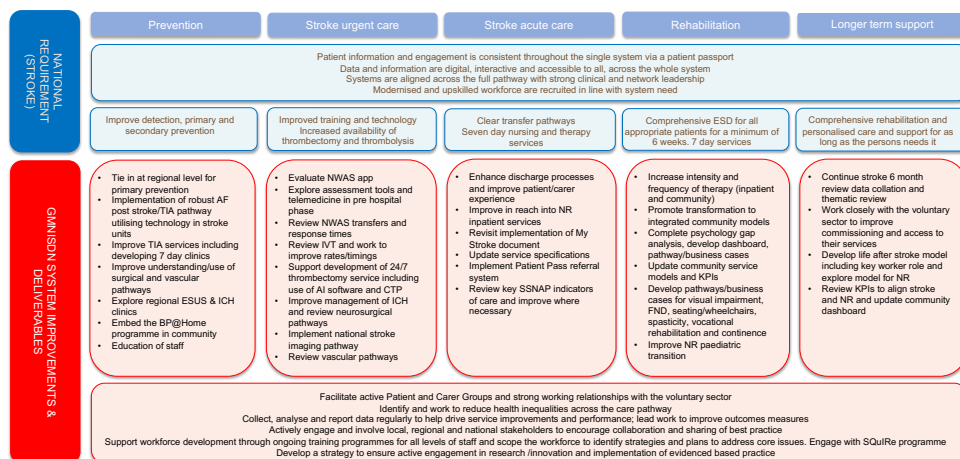 Prevention
Stroke urgent care
Stroke acute care
Rehabilitation
Longer term support
NATIONAL
REQUIREMENT
(STROKE)
Patient information and engagement is consistent throughout the single system via a patient passport
Data and information are digital, interactive and accessible to all, across the whole system
Systems are aligned across the full pathway with strong clinical and network leadership
Modernised and upskilled workforce are recruited in line with system need
Improve detection, primary and
secondary prevention
Improved training and technology
Increased availability of
thrombectomy and thrombolysis
Clear transfer pathways
Seven day nursing and therapy
services
Comprehensive ESD for all
appropriate patients for a minimum of
6 weeks. 7 day services
Comprehensive rehabilitation and
personalised care and support for as
long as the persons needs it
GMNISDN SYSTEM IMPROVEMENTS &
DELIVERABLES
• Tie in at regional level for
primary prevention
• Implementation of robust AF
post stroke/TIA pathway
utilising technology in stroke
units
• Improve TIA services including
developing 7 day clinics
• Improve understanding/use of
surgical and vascular
pathways
• Explore regional ESUS & ICH
clinics
• Embed the BP@Home
programme in community
• Education of staff
• Evaluate NWAS app
• Explore assessment tools and
telemedicine in pre hospital
phase
• Review NWAS transfers and
response times
• Review IVT and work to
improve rates/timings
• Support development of 24/7
thrombectomy service including
use of AI software and CTP
• Improve management of ICH
and review neurosurgical
pathways
• Implement national stroke
imaging pathway
• Review vascular pathways
• Enhance discharge processes
and improve patient/carer
experience
• Improve in reach into NR
inpatient services
• Revisit implementation of My
Stroke document
• Update service specifications
• Implement Patient Pass referral
system
• Review key SSNAP indicators
of care and improve where
necessary
• Increase intensity and
frequency of therapy (inpatient
and community)
• Promote transformation to
integrated community models
• Complete psychology gap
analysis, develop dashboard,
pathway/business cases
• Update community service
models and KPIs
• Develop pathways/business
cases for visual impairment,
FND, seating/wheelchairs,
spasticity, vocational
rehabilitation and continence
• Improve NR paediatric
transition
• Continue stroke 6 month
review data collation and
thematic review
• Work closely with the voluntary
sector to improve
commissioning and access to
their services
• Develop life after stroke model
including key worker role and
explore model for NR
• Review KPIs to align stroke
and NR and update community
dashboard
Facilitate active Patient and Carer Groups and strong working relationships with the voluntary sector
Identify and work to reduce health inequalities across the care pathway
Collect, analyse and report data regularly to help drive service improvements and performance; lead work to improve outcomes measures
Actively engage and involve local, regional and national stakeholders to encourage collaboration and sharing of best practice
Support workforce development through ongoing training programmes for all levels of staff and scope the workforce to identify strategies and plans to address core issues. Engage with SQuIRe programme
Develop a strategy to ensure active engagement in research /innovation and implementation of evidenced based practice